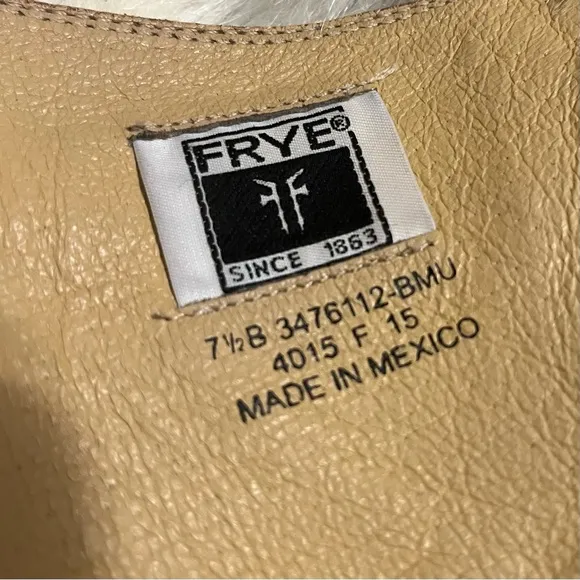 FRYE®
SINCE 1863
7½B 3476112-BMU
4015 F 15
MADE IN MEXICO